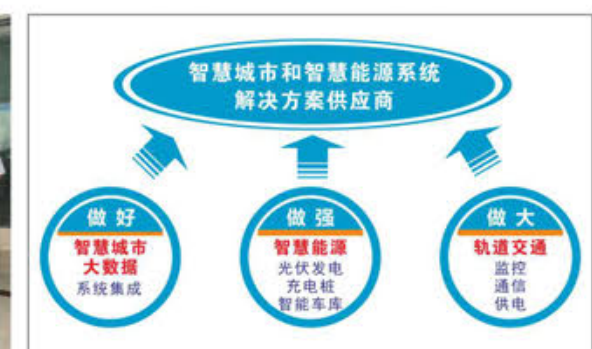 智慧城市和智慧能源系统
解决方案供应商
做好
智慧城市
大数据
系统集成
做强
智慧能源
光伏发电
充电桩
智能车库
做大
轨道交通
监控
通信
供电